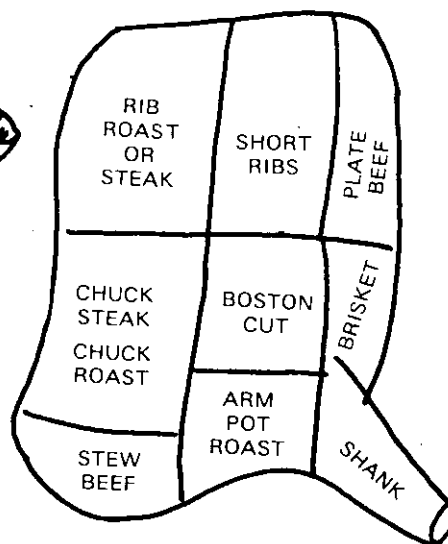 RIB
ROAST
OR
STEAK
SHORT
RIBS
PLATE
BEEF
CHUCK
STEAK
CHUCK
ROAST
BOSTON
CUT
BRISKET
STEW
BEEF
ARM
POT
ROAST
SHANK